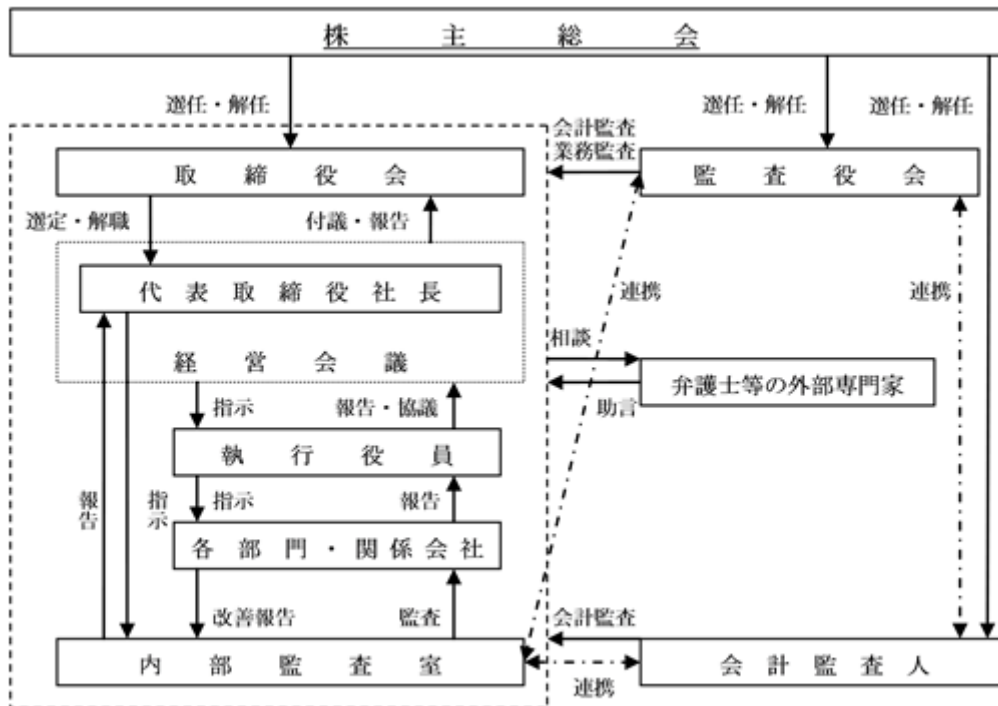 株主総会
選任・解任
選任・解任
選任・解任
会計監査
業務監査
取締役会
監査役会
選定・解職
付議・報告
代表取締役社長
連携
連携
経営会議
相談
弁護士等の外部専門家
助言
指示
報告・協議
執行役員
報告
指示
指示
報告
各部門・関係会社
改善報告
監査
会計監査
内部監査室
会計監査人
連携